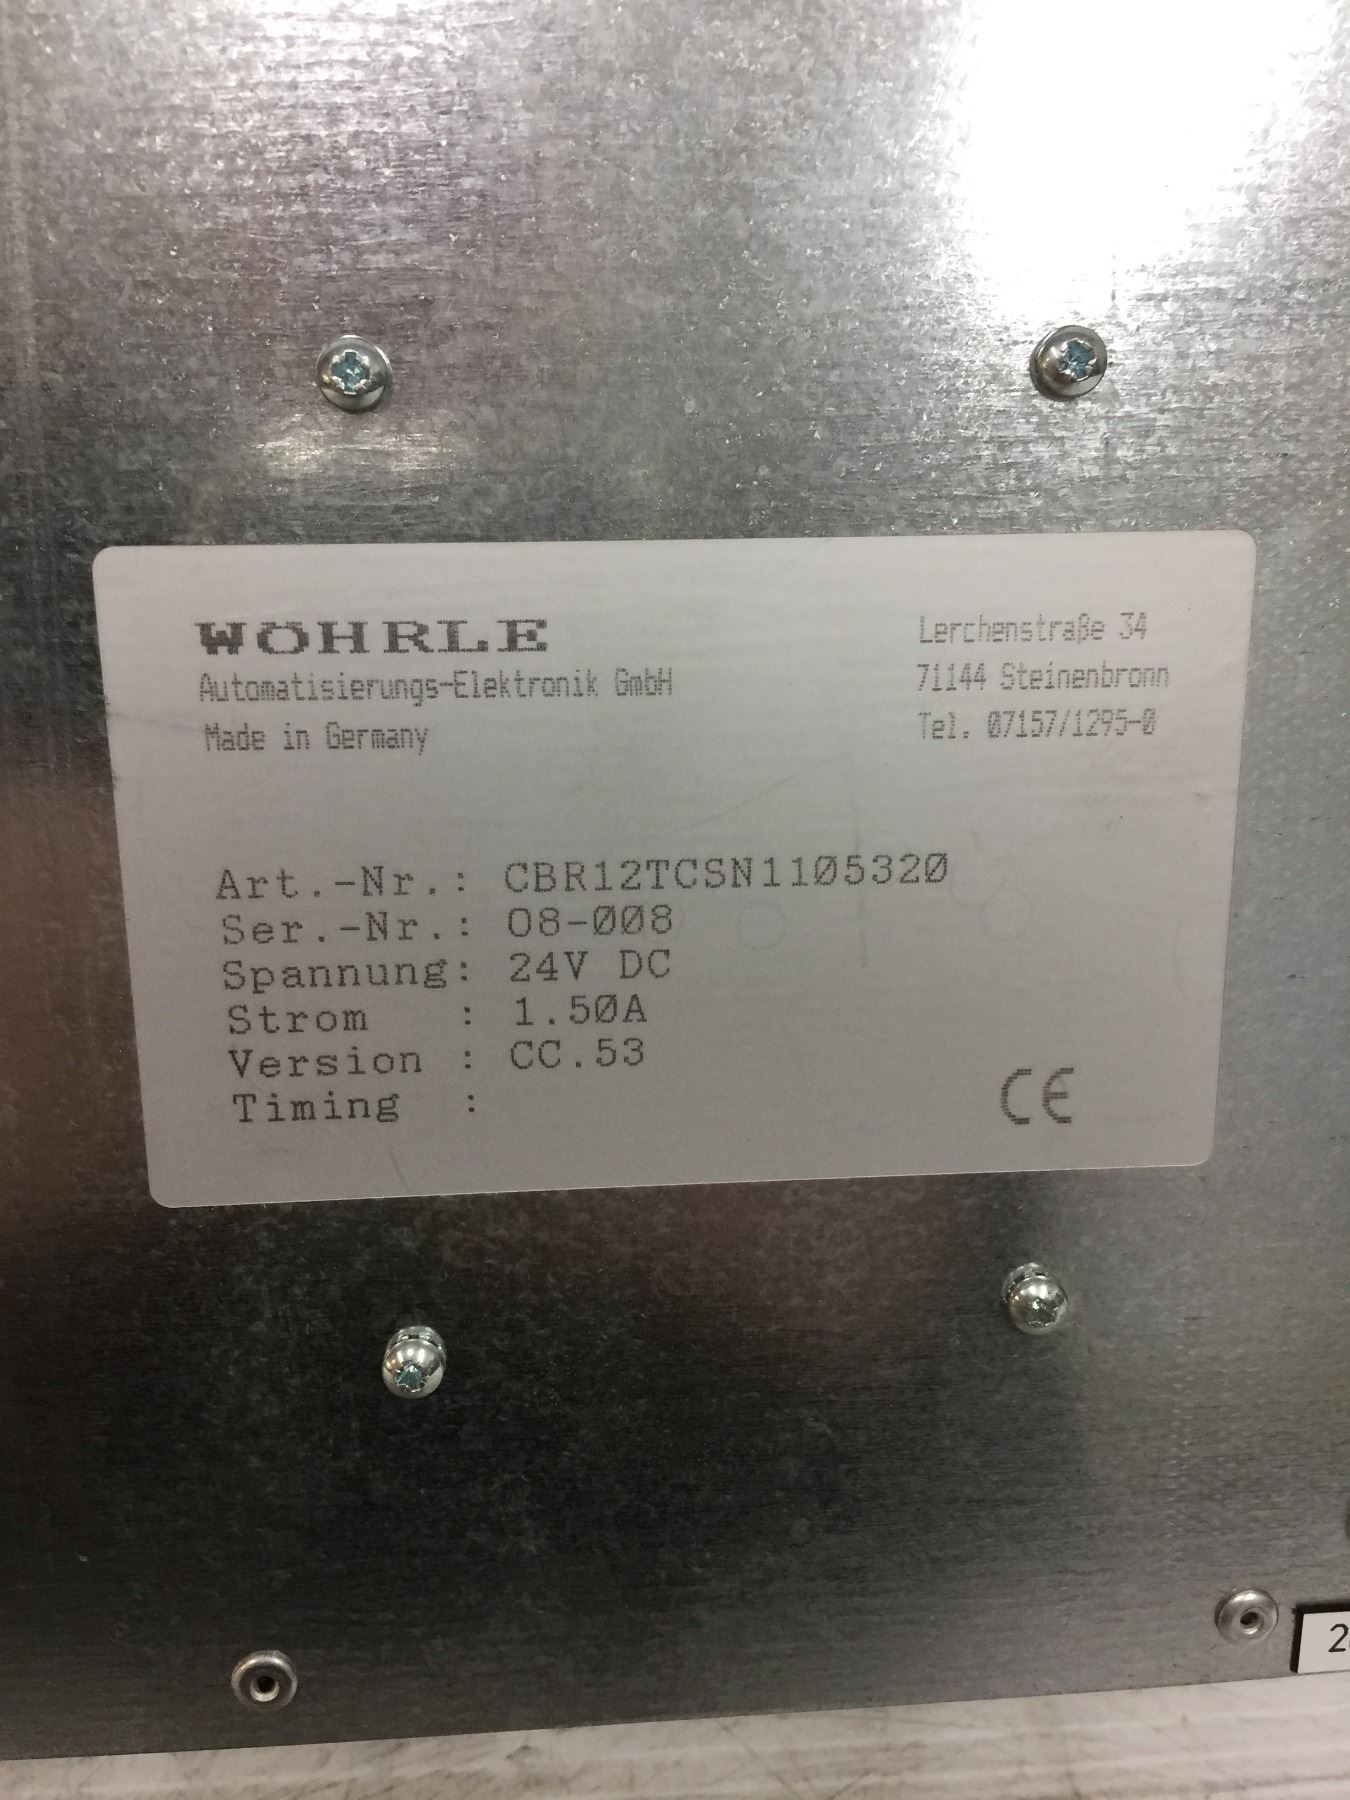 WÖHRLE
Automatisierungs-Elektronik GmbH
Made in Germany
Lerchenstraße 34
71144 Steinenbronn
Tel. 07157/1295-0
Art.-Nr.: CBR12TCSN1105320
Ser.-Nr.: O8-008
Spannung: 24V DC
Strom : 1.50A
Version : CC.53
Timing :
CE